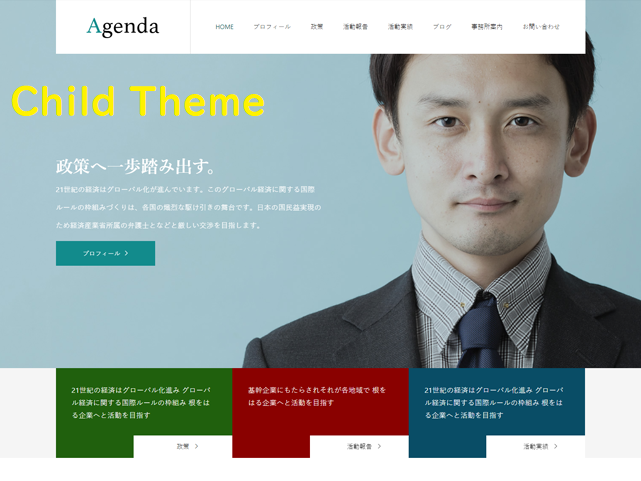 Agenda
HOME プロフィール 政策 活動報告 活動実績 ブログ 事務所案内 お問い合わせ
Child Theme
政策へ一歩踏み出す。
21世紀の経済はグローバル化が進んでいます。このグローバル経済に関する国際
ルールの枠組みづくりは、各国の熾烈な駆け引きの舞台です。日本の国民益実現の
ため経済産業省所属の弁護士となどと厳しい交渉を目指します。
プロフィール >
21世紀の経済はグローバル化進み グローバ
ル経済に関する国際ルールの枠組み 根をは
る企業へと活動を目指す
政策 >
基幹企業にもたらされそれが各地域で 根を
はる企業へと活動を目指す
活動報告 >
21世紀の経済はグローバル化進み グローバ
ル経済に関する国際ルールの枠組み 根をは
る企業へと活動を目指す
活動実績 >